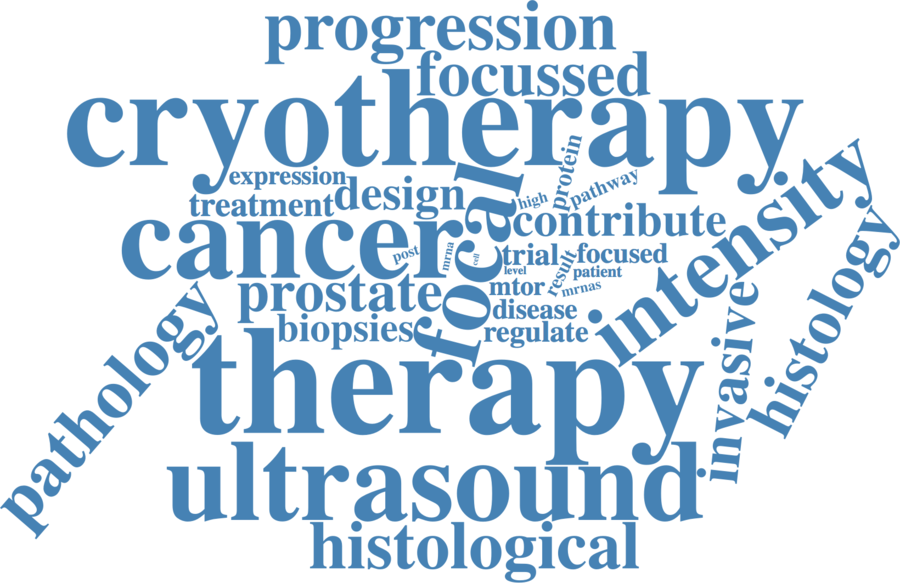 progression
focussed
cryotherapy
protein
expression
pathway
high
treatment
design
focal
contribute
intensity
cancer
post
mrna
cell
trial
focused
level
result
patient
mtor
mrnas
prostate
disease
biopsies
regulate
histology
invasive
pathology
therapy
ultrasound
histological